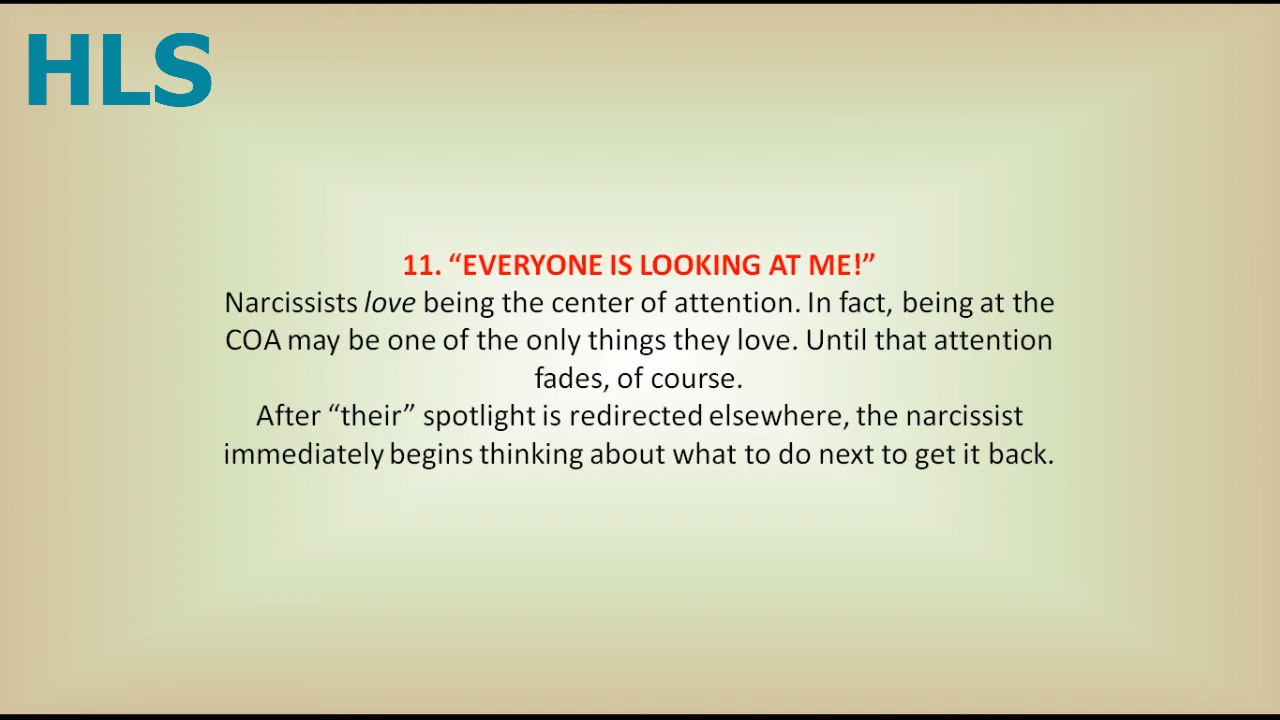 HLS
11. “EVERYONE IS LOOKING AT ME!”
Narcissists love being the center of attention. In fact, being at the
COA may be one of the only things they love. Until that attention
fades, of course.
After “their” spotlight is redirected elsewhere, the narcissist
immediately begins thinking about what to do next to get it back.